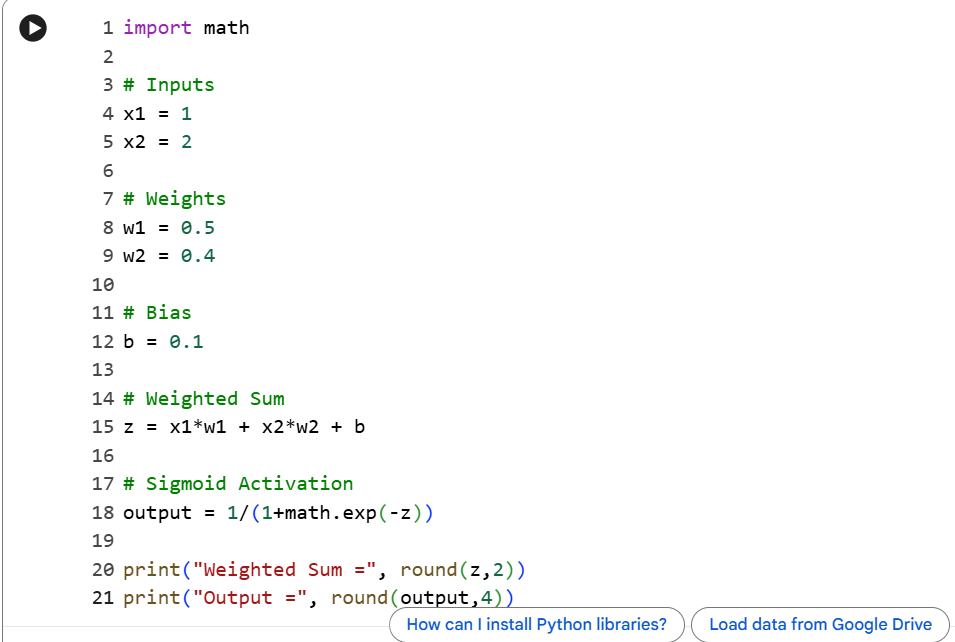 1 import math
2
3 # Inputs
4 x1 = 1
5 x2 = 2
6
7 # Weights
8 w1 = 0.5
9 w2 = 0.4
10
11 # Bias
12 b = 0.1
13
14 # Weighted Sum
15 z = x1*w1 + x2*w2 + b
16
17 # Sigmoid Activation
18 output = 1/(1+math.exp(-z))
19
20 print("Weighted Sum =", round(z,2))
21 print("Output =", round(output,4))
How can I install Python libraries? Load data from Google Drive